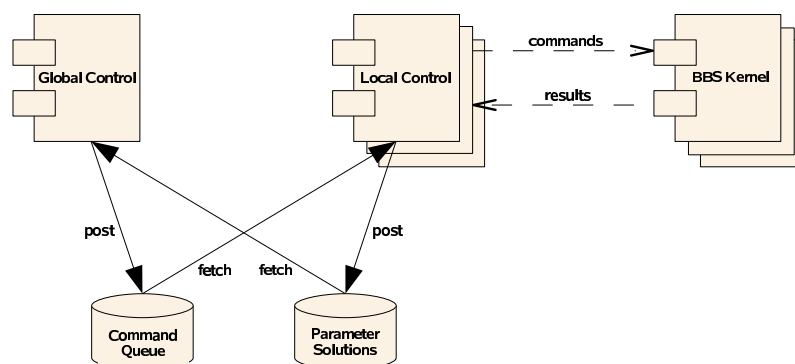 commands
Global Control
Local Control
BBS Kernel
results
post
post
fetch
fetch
Command
Queue
Parameter
Solutions